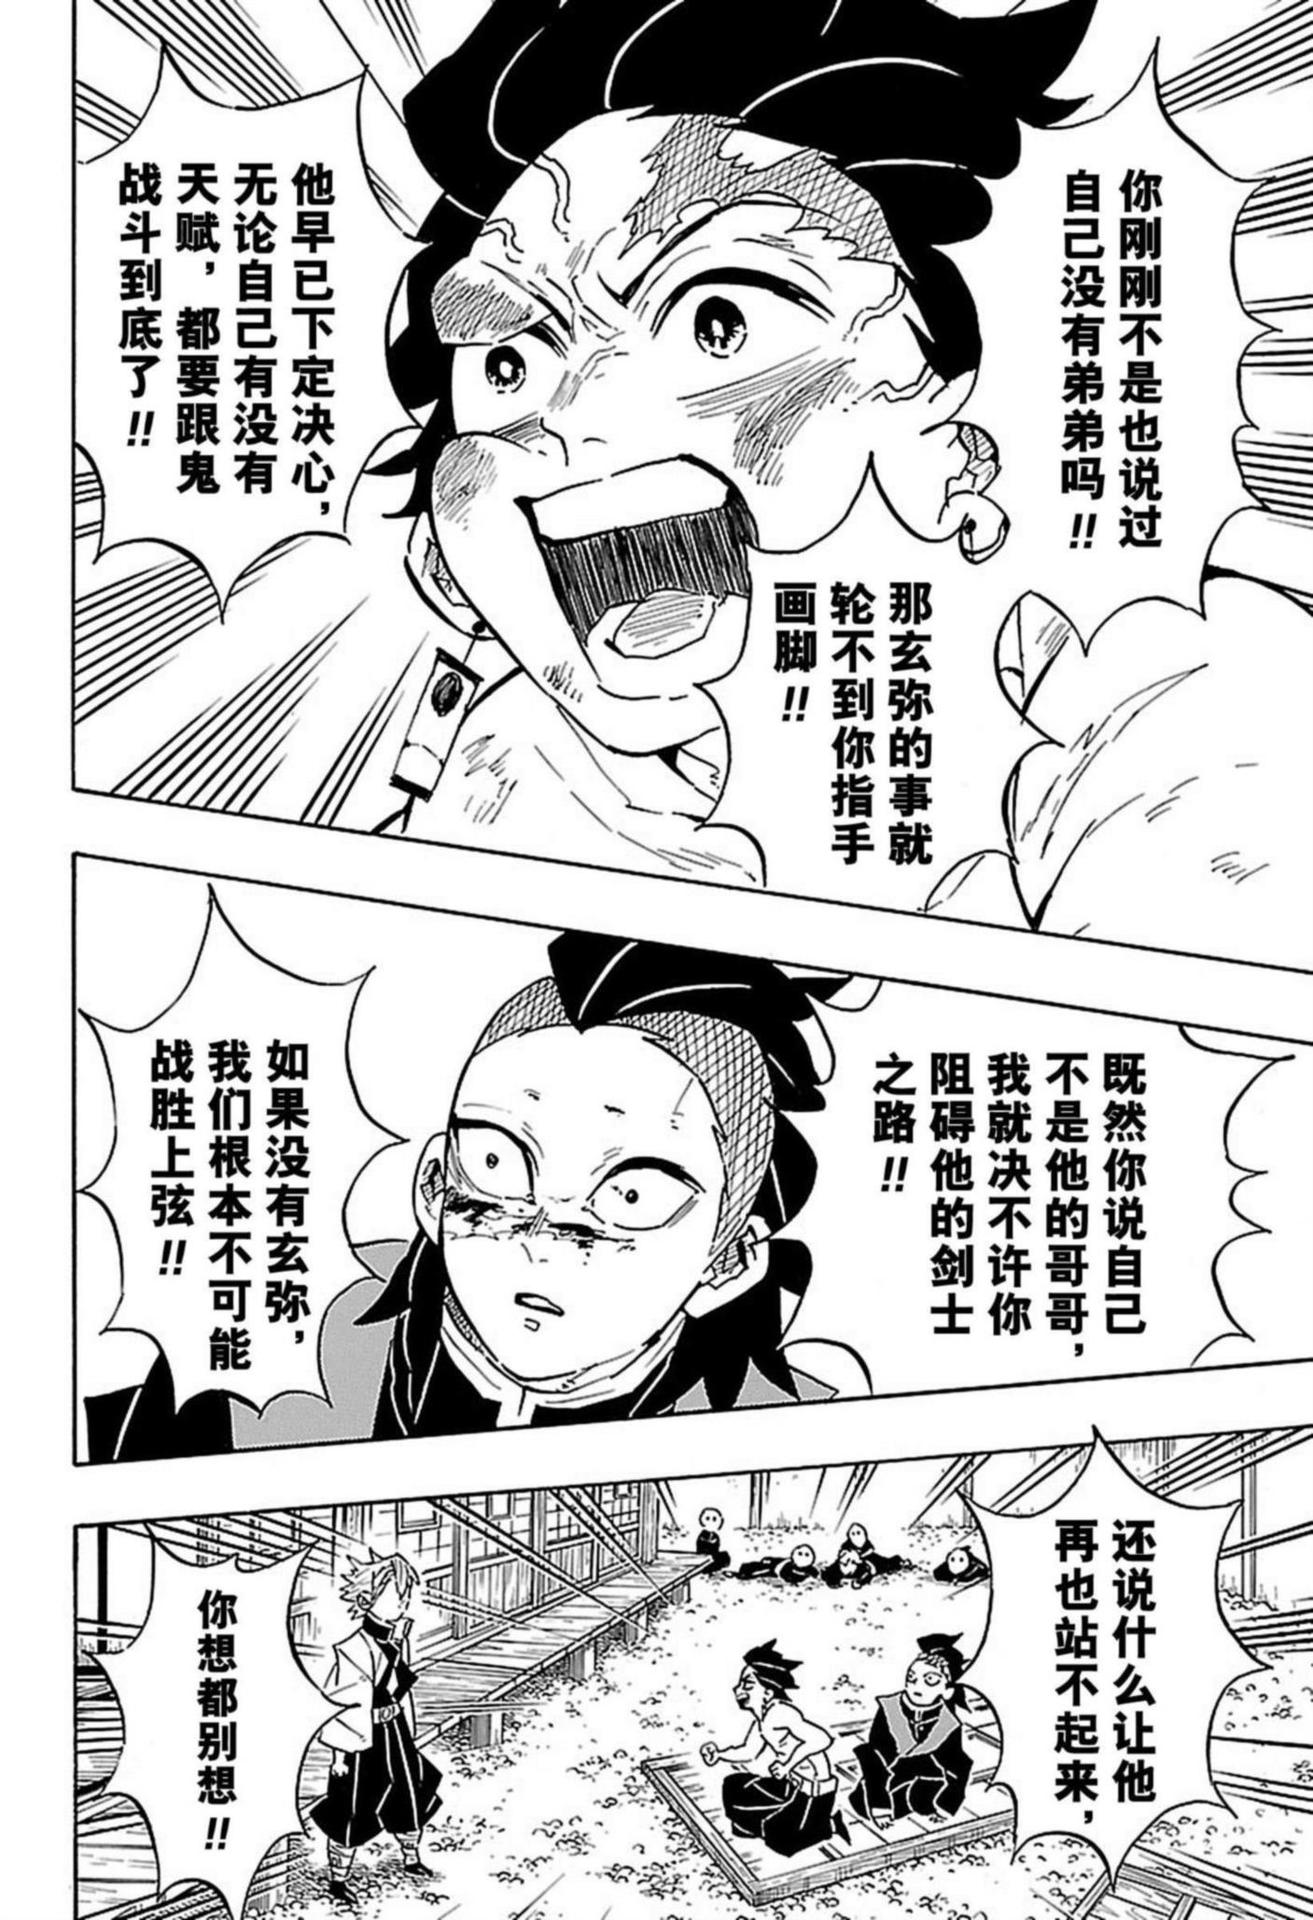 你刚刚不是也说过
自己没有弟弟吗!!
那玄弥的事就
轮不到你指手
画脚!!
他早已下定决心，
无论自己有没有
天赋，都要跟鬼
战斗到底了!!
既然你说自己
不是他的哥哥，
我就决不许你
阻碍他的剑士
之路!!
如果没有玄弥，
我们根本不可能
战胜上弦!!
还说什么让他
再也站不起来，
你想都别想!!